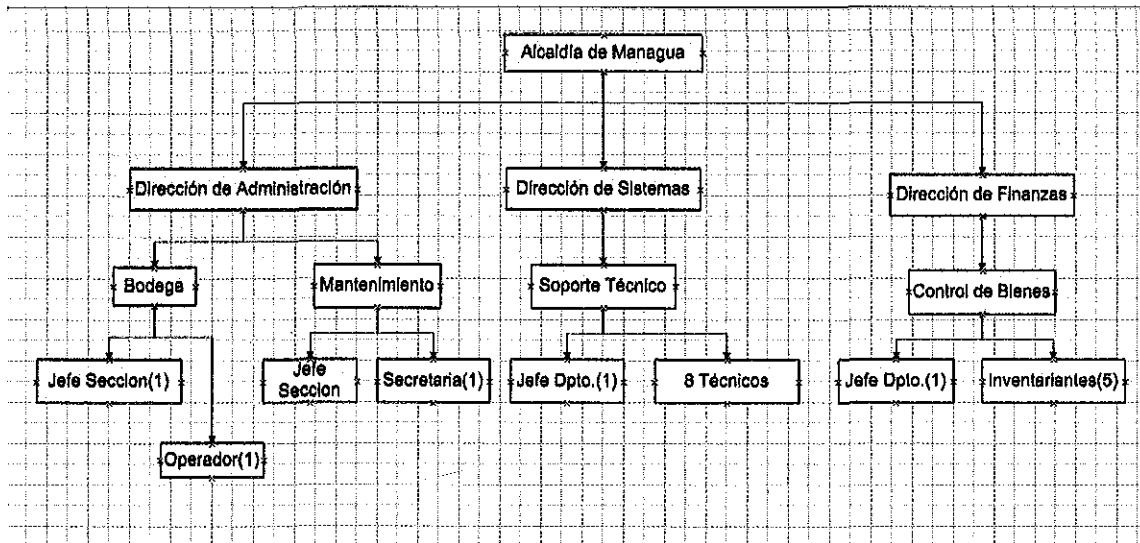 Alcaldía de Managua
Dirección de Administración
Dirección de Sistemas
Dirección de Finanzas
Bodega
Mantenimiento
Soporte Técnico
Control de Bienes
Jefe Seccion(1)
Jefe
Seccion
Secretaria(1)
Jefe Dpto.(1)
8 Técnicos
Jefe Dpto.(1)
Inventariantes(5)
Operador(1)